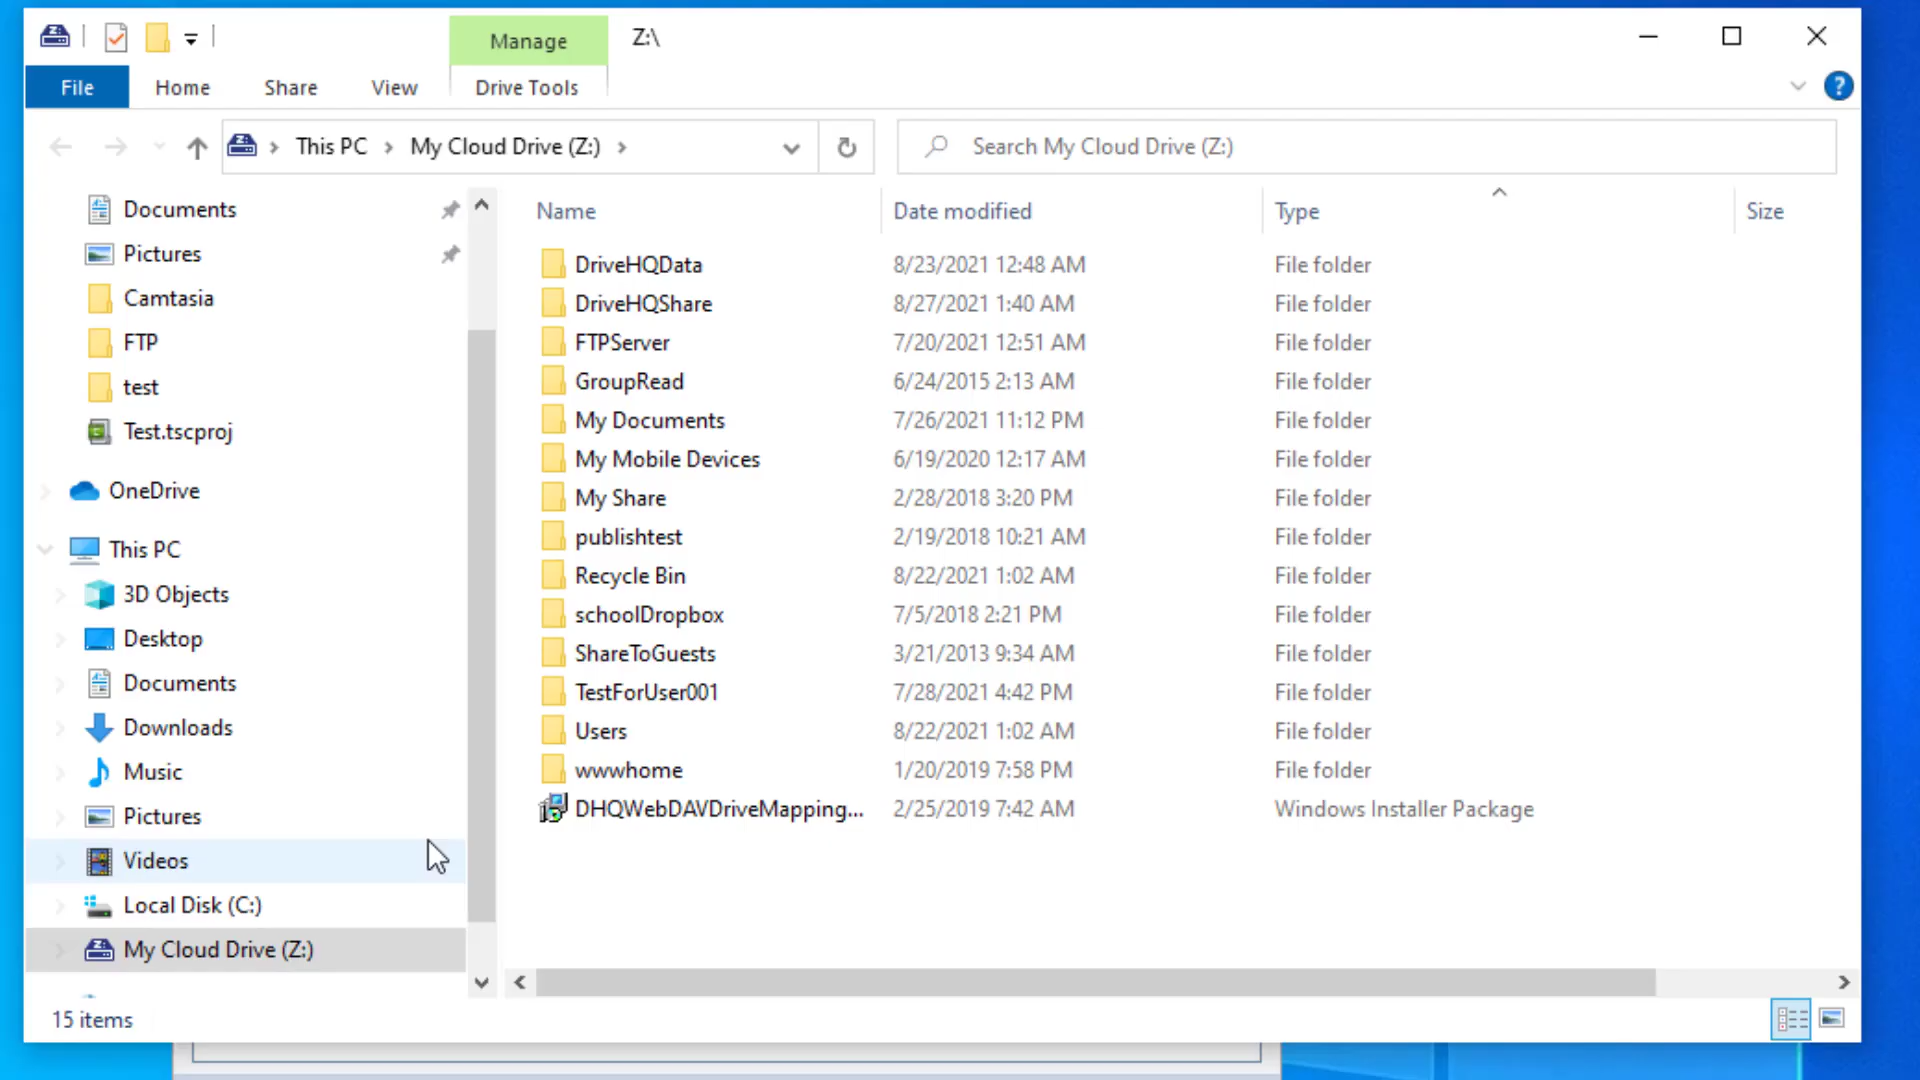 Manage
Z:\
File
Home
Share
View
Drive Tools
?
This PC
My Cloud Drive (Z:)
Search My Cloud Drive (Z:)
Documents
Pictures
Camtasia
FTP
test
Test.tscproj
OneDrive
This PC
3D Objects
Desktop
Documents
Downloads
Music
Pictures
Videos
Local Disk (C:)
My Cloud Drive (Z:)
Name Date modified Type Size
DriveHQData 8/23/2021 12:48 AM File folder
DriveHQShare 8/27/2021 1:40 AM File folder
FTPServer 7/20/2021 12:51 AM File folder
GroupRead 6/24/2015 2:13 AM File folder
My Documents 7/26/2021 11:12 PM File folder
My Mobile Devices 6/19/2020 12:17 AM File folder
My Share 2/28/2018 3:20 PM File folder
publishtest 2/19/2018 10:21 AM File folder
Recycle Bin 8/22/2021 1:02 AM File folder
schoolDropbox 7/5/2018 2:21 PM File folder
ShareToGuests 3/21/2013 9:34 AM File folder
TestForUser001 7/28/2021 4:42 PM File folder
Users 8/22/2021 1:02 AM File folder
wwwhome 1/20/2019 7:58 PM File folder
DHQWebDAVDriveMapping... 2/25/2019 7:42 AM Windows Installer Package
15 items